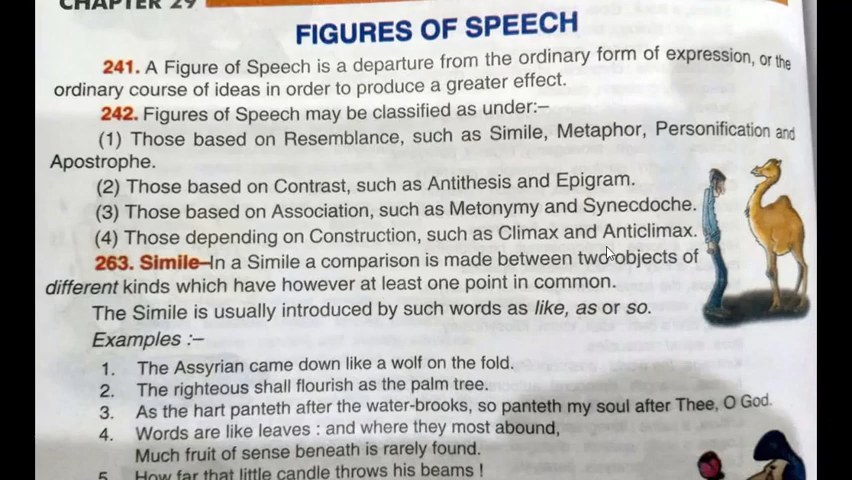 CHAPTER 29
FIGURES OF SPEECH
241. A Figure of Speech is a departure from the ordinary form of expression, or the
ordinary course of ideas in order to produce a greater effect.
242. Figures of Speech may be classified as under:–
(1) Those based on Resemblance, such as Simile, Metaphor, Personification and
Apostrophe.
(2) Those based on Contrast, such as Antithesis and Epigram.
(3) Those based on Association, such as Metonymy and Synecdoche.
(4) Those depending on Construction, such as Climax and Anticlimax.
263. Simile–In a Simile a comparison is made between two objects of
different kinds which have however at least one point in common.
The Simile is usually introduced by such words as like, as or so.
Examples :–
1. The Assyrian came down like a wolf on the fold.
2. The righteous shall flourish as the palm tree.
3. As the hart panteth after the water-brooks, so panteth my soul after Thee, O God.
4. Words are like leaves : and where they most abound,
Much fruit of sense beneath is rarely found.
5. How far that little candle throws his beams !